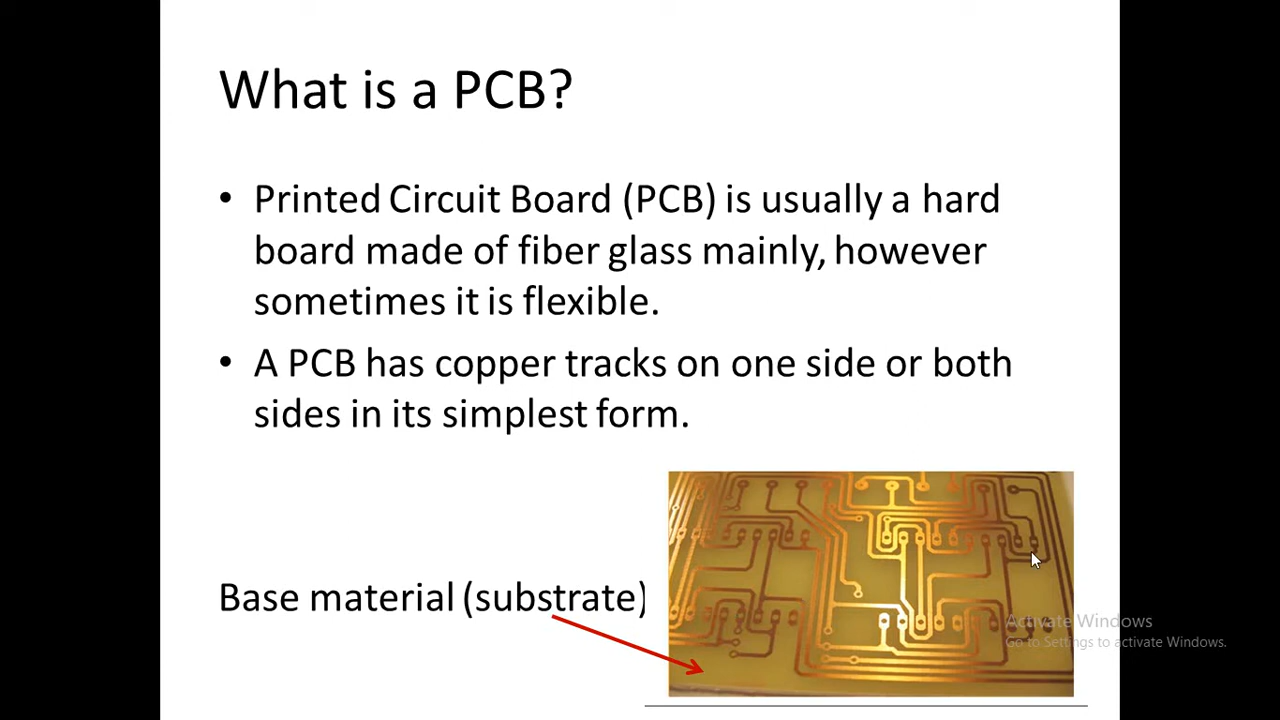 What is a PCB?
• Printed Circuit Board (PCB) is usually a hard
board made of fiber glass mainly, however
sometimes it is flexible.
• A PCB has copper tracks on one side or both
sides in its simplest form.
Base material (substrate)
Activate Windows
Go to Settings to activate Windows.